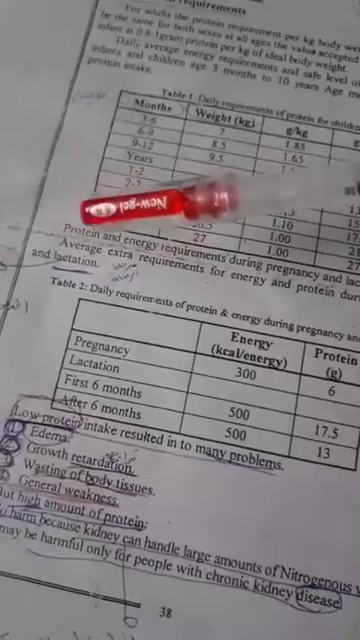 requirements
For adults the protein requirement per kg body we
be the same for both sexes at all ages the value accepted
infant is 0.8-1gram protein per kg of ideal body weight.
Daily average energy requirements and safe level of
infants and children age 3 months to 10 years Age m
protein intake.
Table 1: Daily requirements of protein for childre
Months Weight (kg) g/kg g
3-6 7 1.85
6-9 8.5 1.65
9-12 9.5
Years
1-2
New-gel
1.10 15
20.5 1.00 17
27 1.00 21
Protein and energy requirements during pregnancy and lac
Average extra requirements for energy and protein du
and lactation.
Table 2: Daily requirements of protein & energy during pregnancy an
Energy (kcal/energy) Protein (g)
Pregnancy 300 6
Lactation
First 6 months 500 17.5
After 6 months 500 13
Low protein intake resulted in to many problems.
Edema.
Growth retardation.
Wasting of body tissues.
General weakness.
But high amount of protein:
o harm because kidney can handle large amounts of Nitrogenous
may be harmful only for people with chronic kidney disease
38